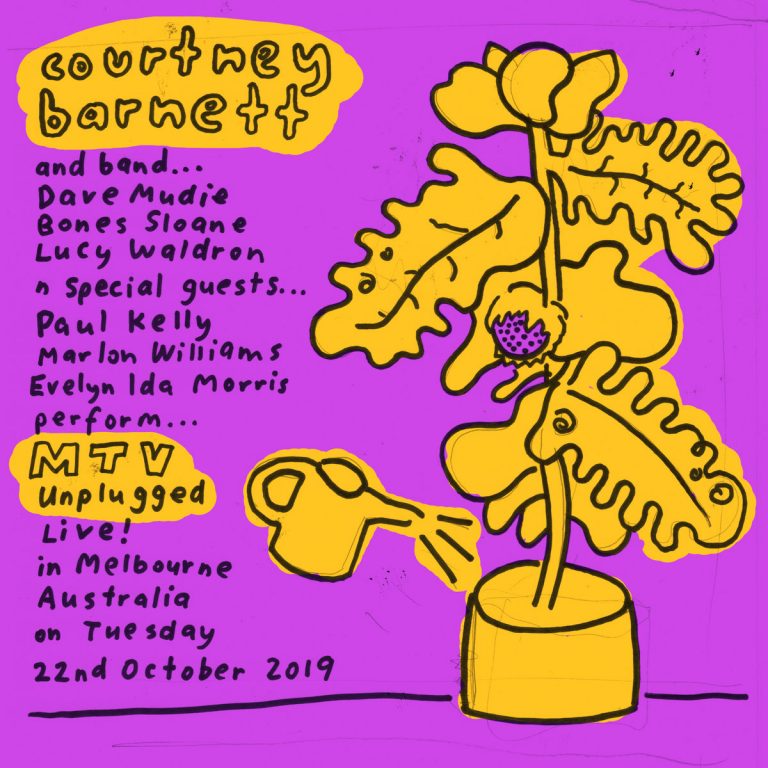 courtney
barnett
and band...
Dave Mudie
Bones Sloane
Lucy Waldron
n special guests...
Paul Kelly
Marlon Williams
Evelyn Ida Morris
perform...
MTV
unplugged
Live!
in Melbourne
Australia
on Tuesday
22nd October 2019